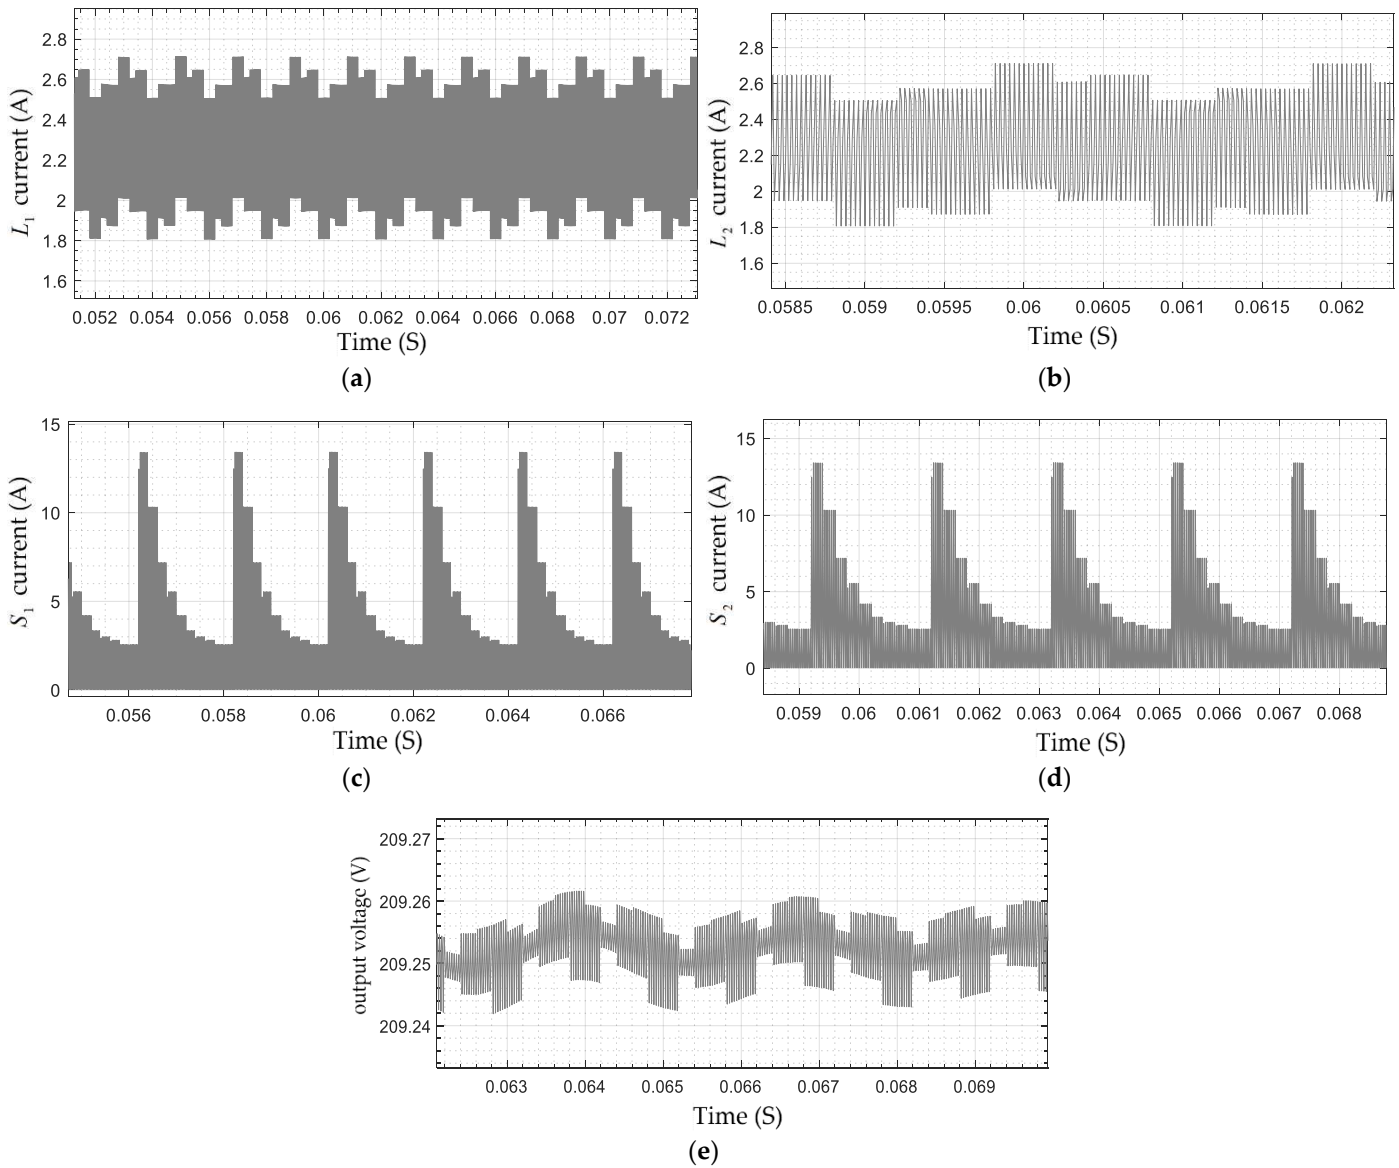 2.8
2.6
2.4
2.2
2
1.8
1.6
L1 current (A)
0.052 0.054 0.056 0.058 0.06 0.062 0.064 0.066 0.068 0.07 0.072
Time (S)
(a)
2.8
2.6
2.4
2.2
2
1.8
1.6
L2 current (A)
0.0585 0.059 0.0595 0.06 0.0605 0.061 0.0615 0.062
Time (S)
(b)
15
10
5
0
S1 current (A)
0.056 0.058 0.06 0.062 0.064 0.066
Time (S)
(c)
15
10
5
0
S2 current (A)
0.059 0.06 0.061 0.062 0.063 0.064 0.065 0.066 0.067 0.068
Time (S)
(d)
209.27
209.26
209.25
209.24
output voltage (V)
0.063 0.064 0.065 0.066 0.067 0.068 0.069
Time (S)
(e)